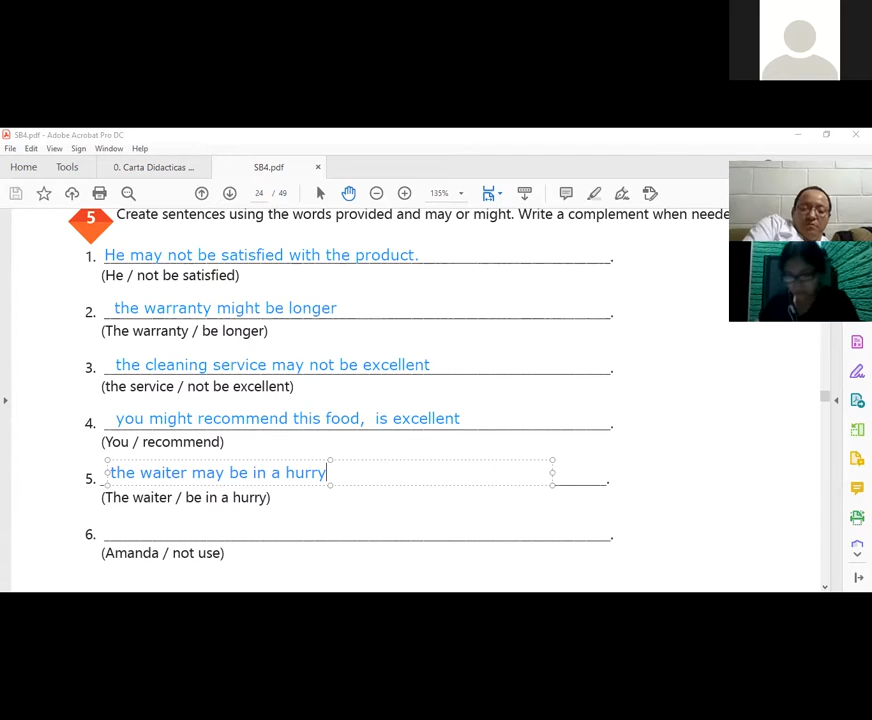 SB4.pdf - Adobe Acrobat Pro DC
File Edit View Sign Window Help
Home Tools 0. Carta Didacticas ... SB4.pdf ×
24 / 49 135%
5 Create sentences using the words provided and may or might. Write a complement when neede
1. He may not be satisfied with the product. .
(He / not be satisfied)
2. the warranty might be longer .
(The warranty / be longer)
3. the cleaning service may not be excellent .
(the service / not be excellent)
4. you might recommend this food, is excellent .
(You / recommend)
5. the waiter may be in a hurry .
(The waiter / be in a hurry)
6. .
(Amanda / not use)